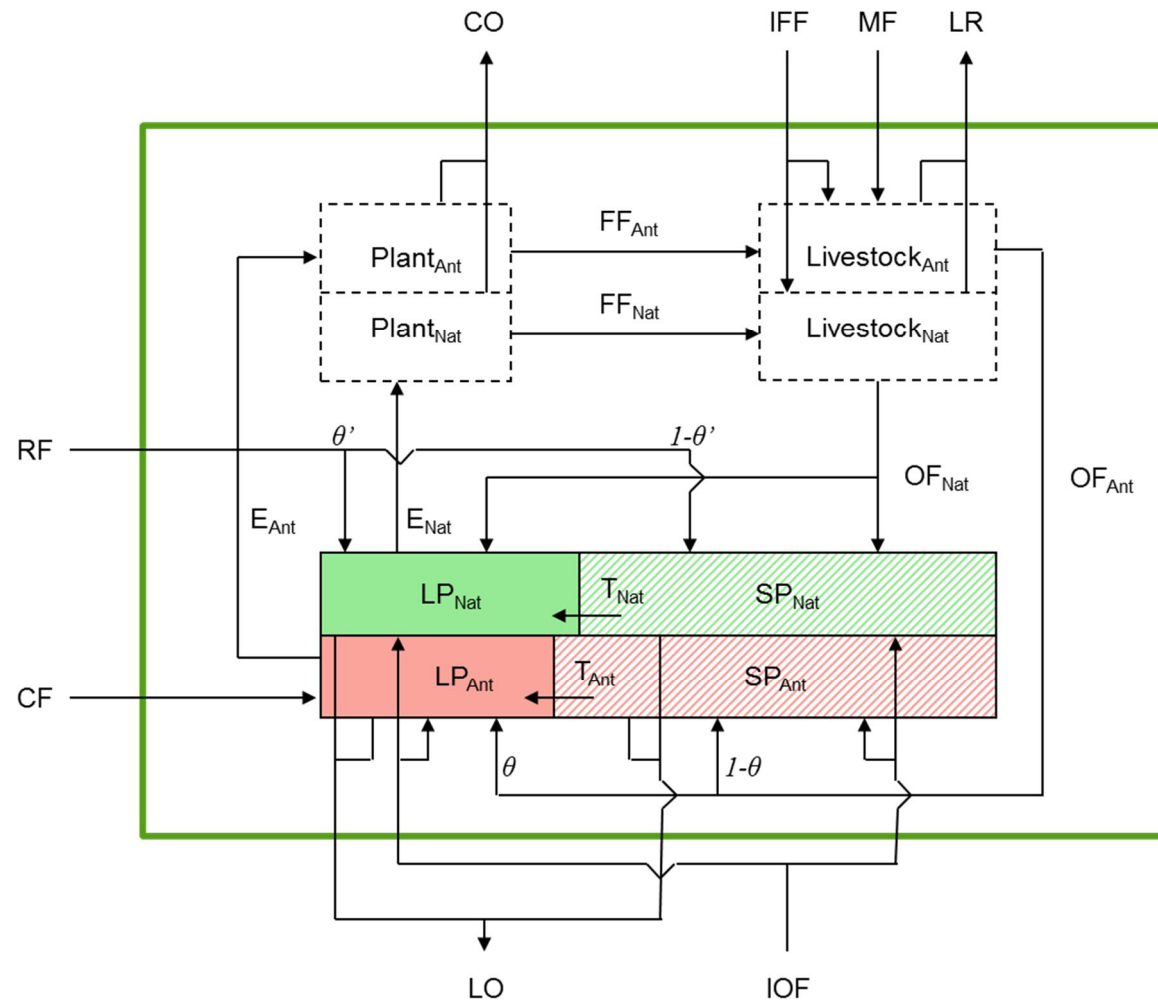 CO IFF MF LR
FF_Ant
Plant_Ant Livestock_Ant
FF_Nat
Plant_Nat Livestock_Nat
RF θ’ 1-θ’
OF_Nat OF_Ant
E_Ant E_Nat
LP_Nat T_Nat SP_Nat
CF LP_Ant T_Ant SP_Ant
θ 1-θ
LO IOF